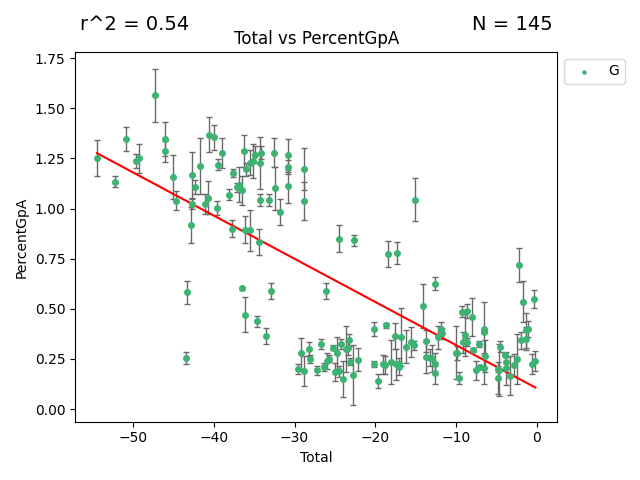 r^2 = 0.54
N = 145
Total vs PercentGpA
G
PercentGpA
1.75
1.50
1.25
1.00
0.75
0.50
0.25
0.00
−50
−40
−30
−20
−10
0
Total